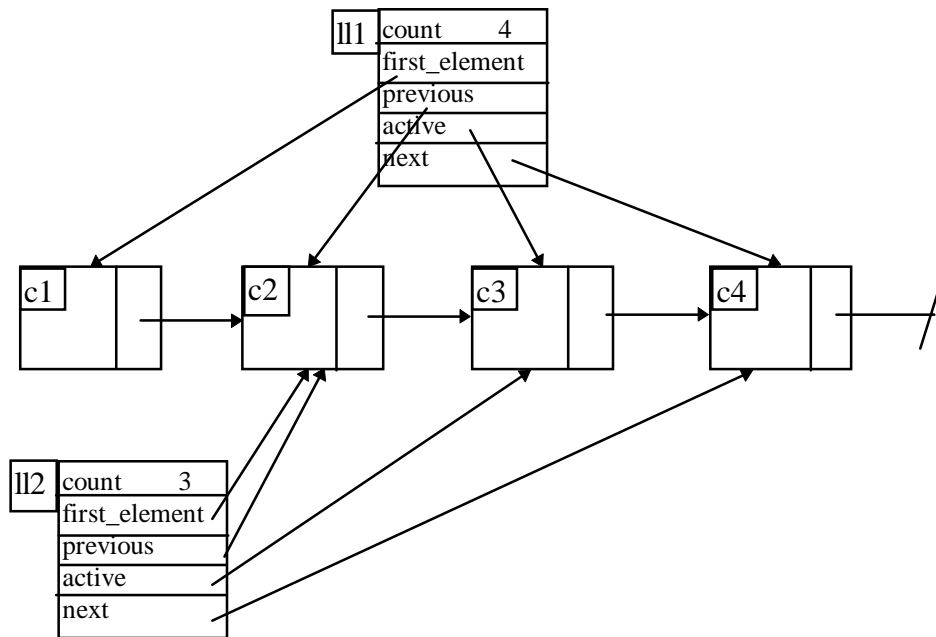 ll1
count 4
first_element
previous
active
next
c1
c2
c3
c4
ll2
count 3
first_element
previous
active
next